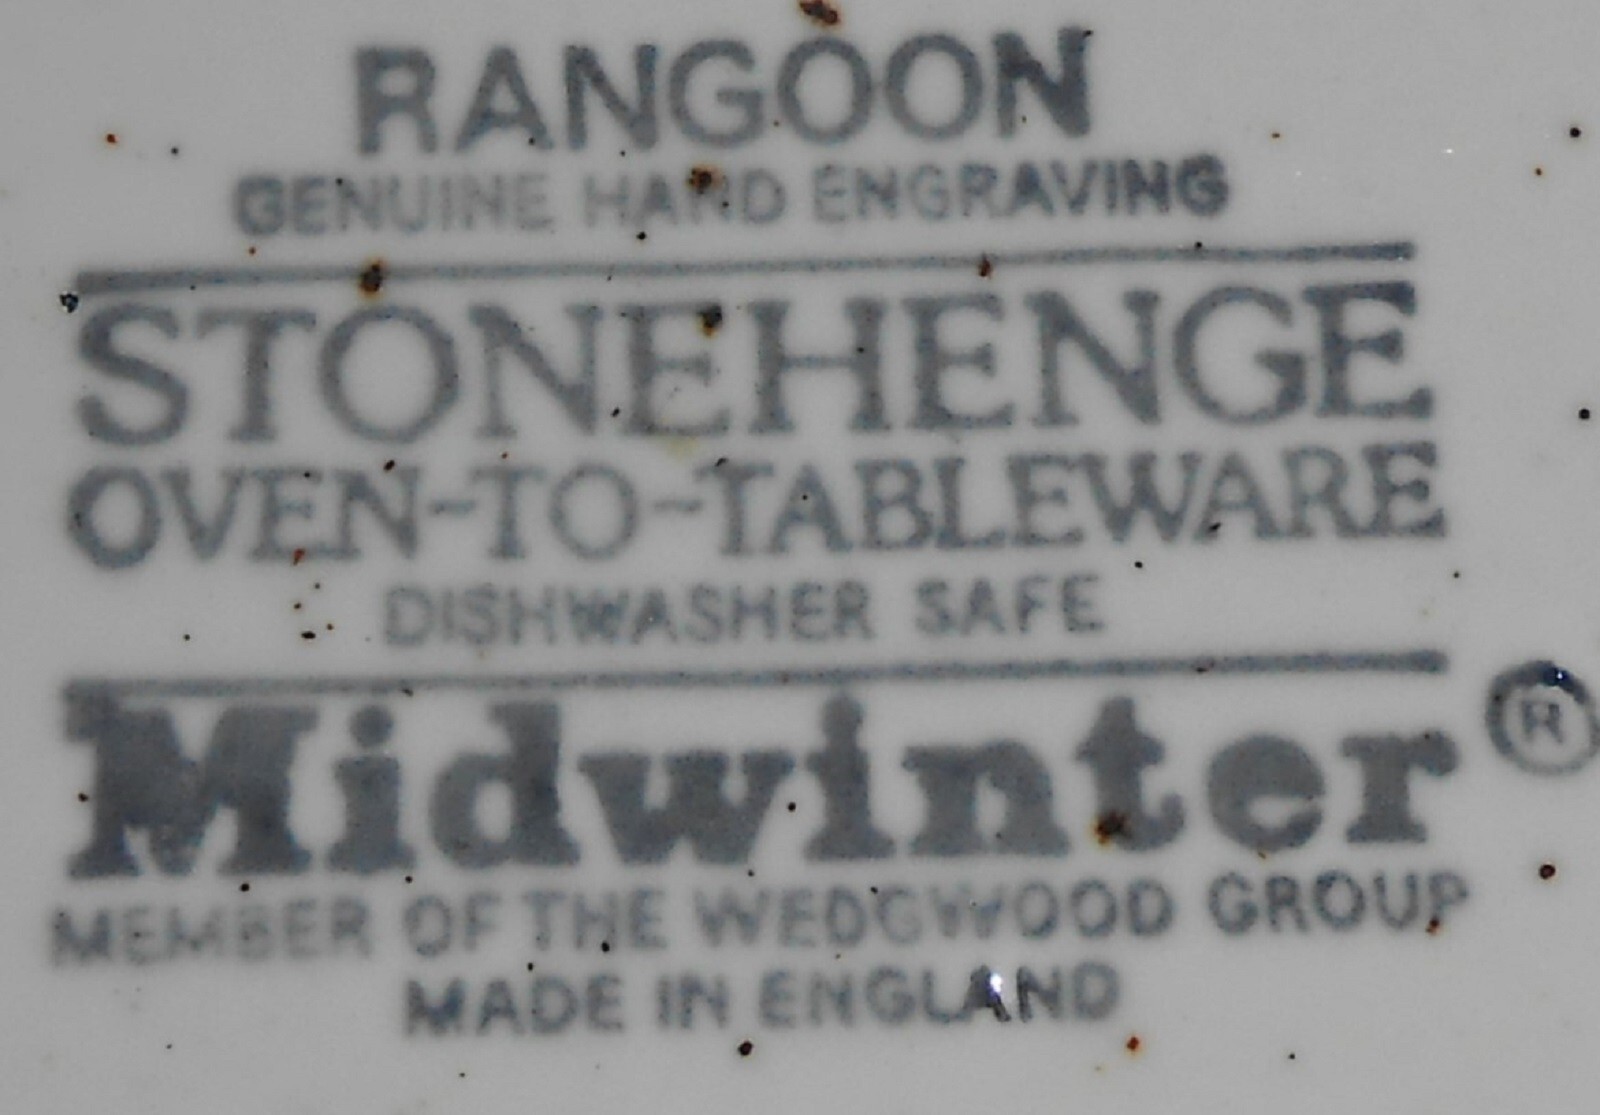 RANGOON
GENUINE HAND ENGRAVING
STONEHENGE
OVEN-TO-TABLEWARE
DISHWASHER SAFE
Midwinter ®
MEMBER OF THE WEDGWOOD GROUP
MADE IN ENGLAND